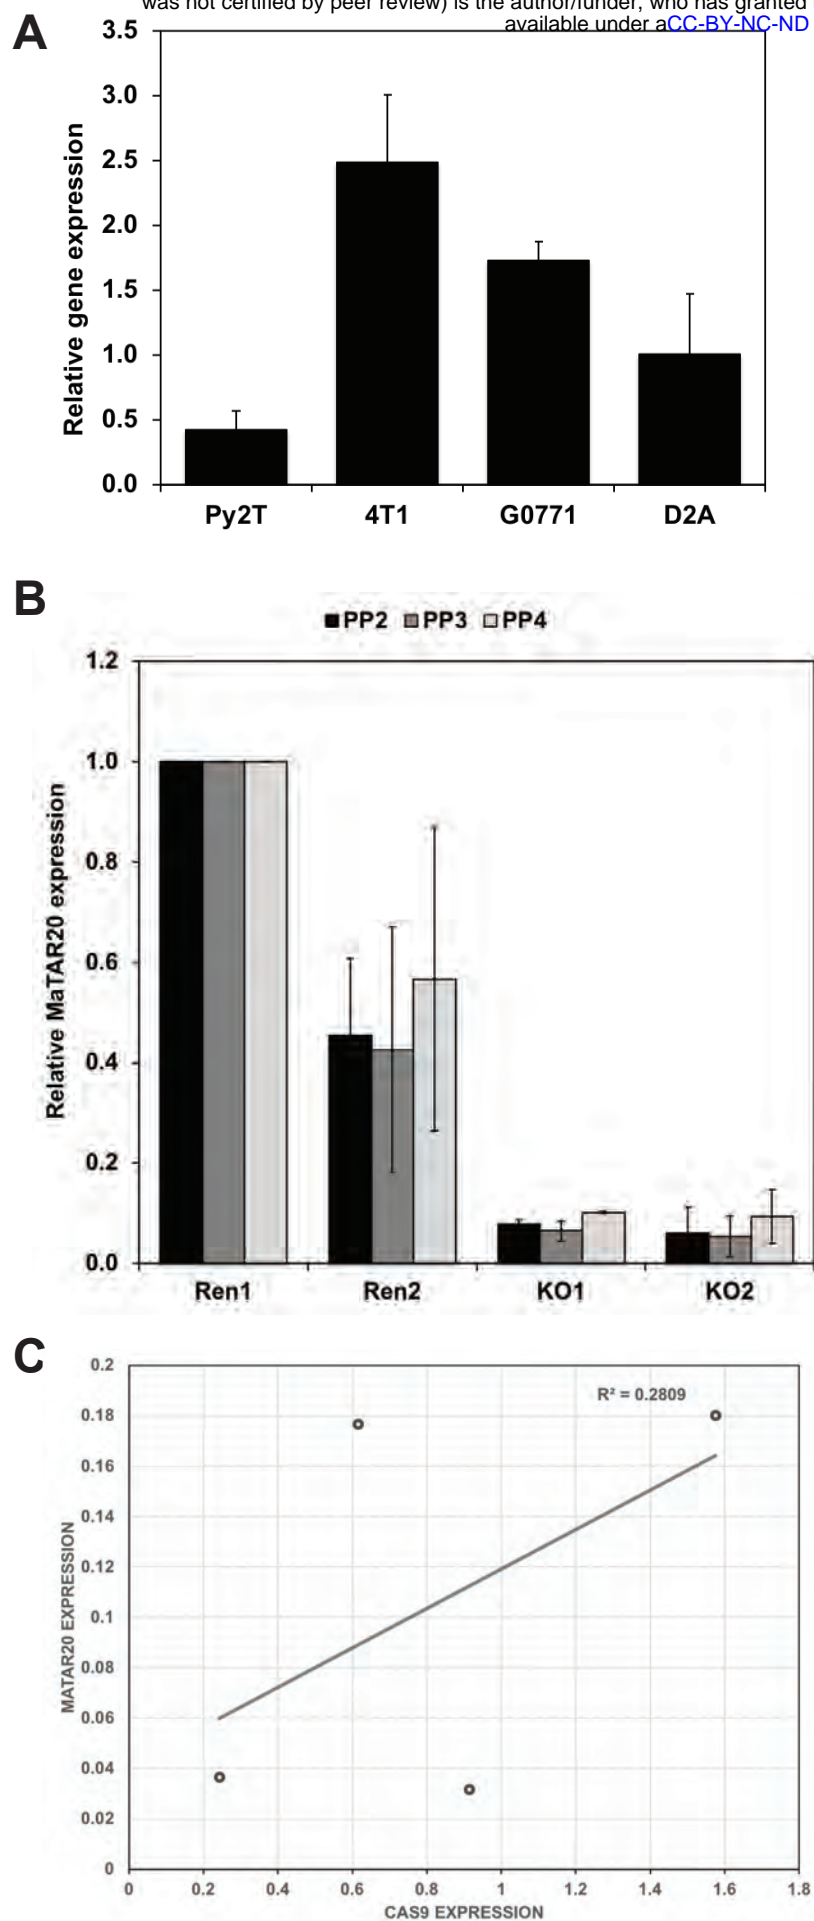 was not certified by peer review) is the author/funder, who has granted
available under aCC-BY-NC-ND
A
3.5
3.0
2.5
2.0
1.5
1.0
0.5
0.0
Relative gene expression
Py2T 4T1 G0771 D2A
B
PP2 PP3 PP4
1.2
1.0
0.8
0.6
0.4
0.2
0.0
Relative MaTAR20 expression
Ren1 Ren2 KO1 KO2
C
R² = 0.2809
0.2
0.18
0.16
0.14
0.12
0.1
0.08
0.06
0.04
0.02
0
MATAR20 EXPRESSION
0 0.2 0.4 0.6 0.8 1 1.2 1.4 1.6 1.8
CAS9 EXPRESSION